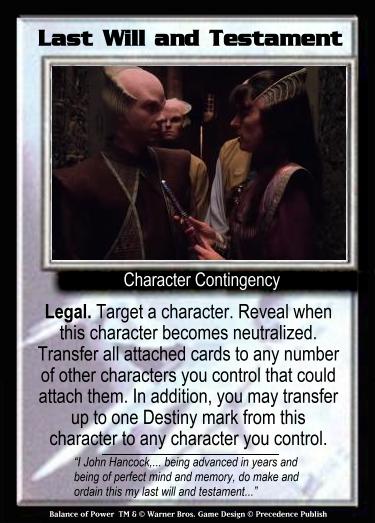 Last Will and Testament
Character Contingency
Legal. Target a character. Reveal when
this character becomes neutralized.
Transfer all attached cards to any number
of other characters you control that could
attach them. In addition, you may transfer
up to one Destiny mark from this
character to any character you control.
"I John Hancock,... being advanced in years and
being of perfect mind and memory, do make and
ordain this my last will and testament..."
Balance of Power TM & © Warner Bros. Game Design © Precedence Publish